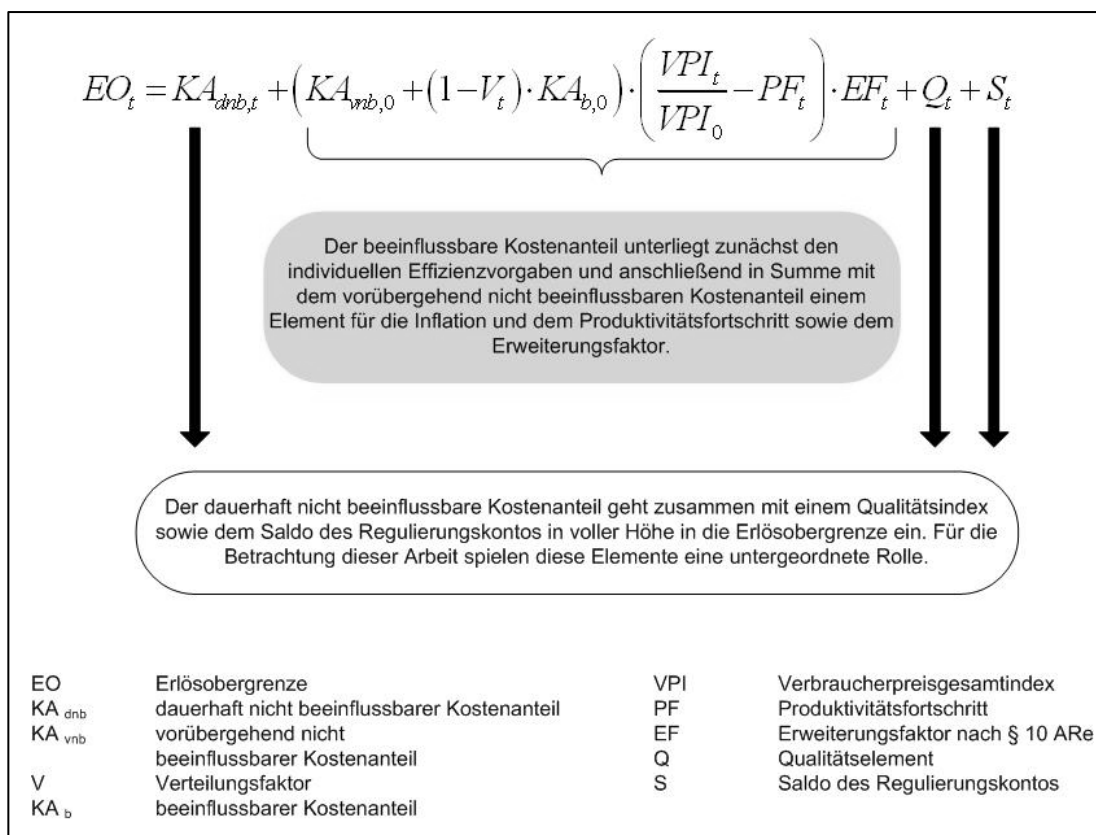 EO_t = KA_{dnb,t} + (KA_{vnb,0} + (1−V_t)·KA_{b,0})·(VPI_t/VPI_0 − PF_t)·EF_t + Q_t + S_t
Der beeinflussbare Kostenanteil unterliegt zunächst den
individuellen Effizienzvorgaben und anschließend in Summe mit
dem vorübergehend nicht beeinflussbaren Kostenanteil einem
Element für die Inflation und dem Produktivitätsfortschritt sowie dem
Erweiterungsfaktor.
Der dauerhaft nicht beeinflussbare Kostenanteil geht zusammen mit einem Qualitätsindex
sowie dem Saldo des Regulierungskontos in voller Höhe in die Erlösobergrenze ein. Für die
Betrachtung dieser Arbeit spielen diese Elemente eine untergeordnete Rolle.
EO Erlösobergrenze
KA dnb dauerhaft nicht beeinflussbarer Kostenanteil
KA vnb vorübergehend nicht
beeinflussbarer Kostenanteil
V Verteilungsfaktor
KA b beeinflussbarer Kostenanteil
VPI Verbraucherpreisgesamtindex
PF Produktivitätsfortschritt
EF Erweiterungsfaktor nach § 10 ARe
Q Qualitätselement
S Saldo des Regulierungskontos